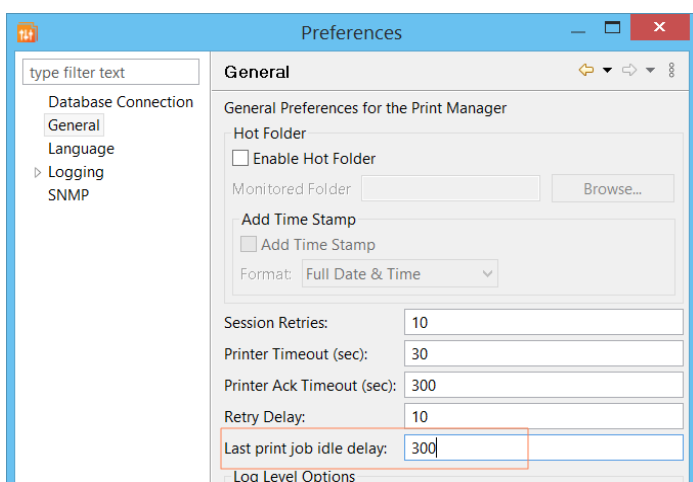 Preferences
type filter text
Database Connection
General
Language
Logging
SNMP
General
General Preferences for the Print Manager
Hot Folder
Enable Hot Folder
Monitored Folder
Browse...
Add Time Stamp
Add Time Stamp
Format: Full Date & Time
Session Retries: 10
Printer Timeout (sec): 30
Printer Ack Timeout (sec): 300
Retry Delay: 10
Last print job idle delay: 300
Log Level Options